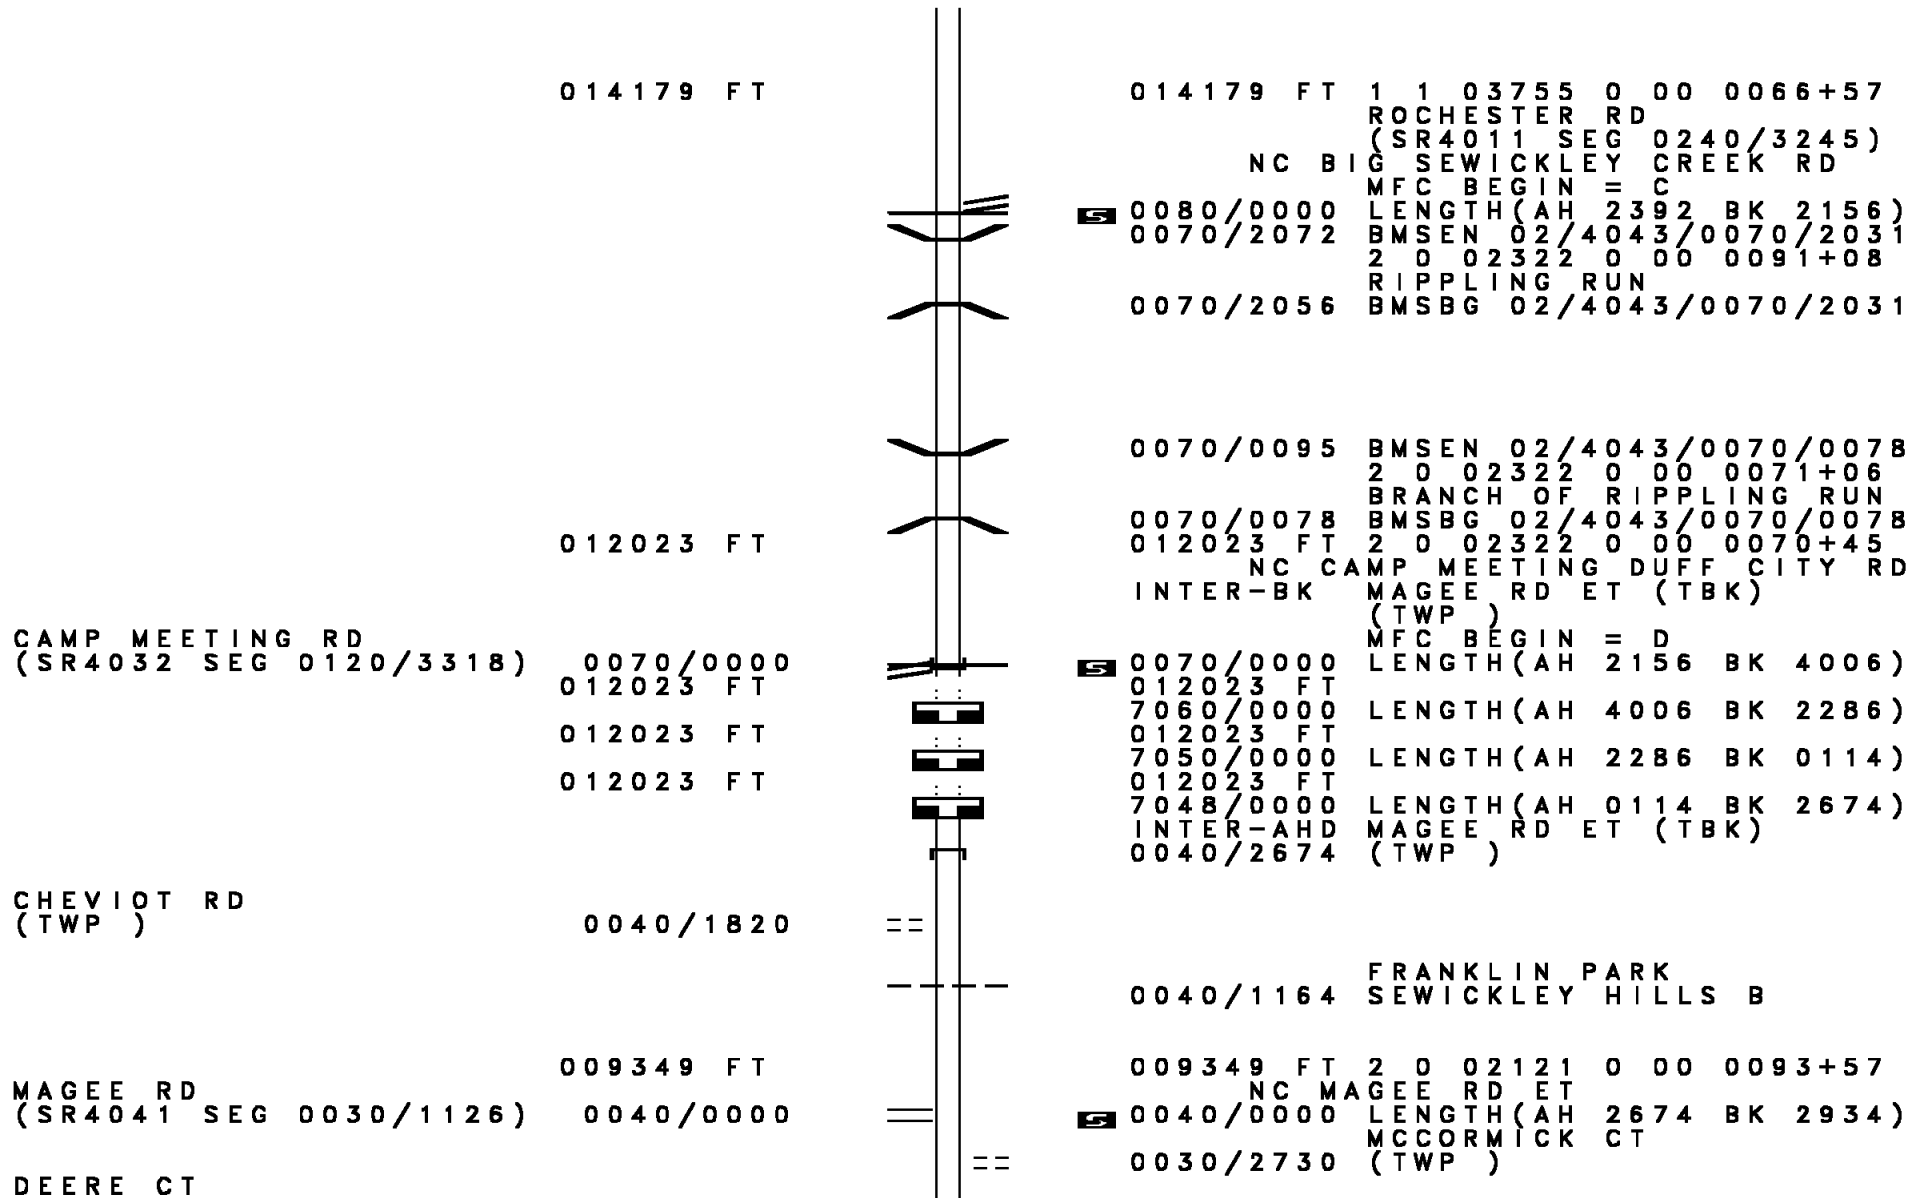 014179 FT 014179 FT 1 1 03755 0 00 0066+57
ROCHESTER RD
(SR4011 SEG 0240/3245)
NC BIG SEWICKLEY CREEK RD
MFC BEGIN = C
S 0080/0000 LENGTH(AH 2392 BK 2156)
0070/2072 BMSEN 02/4043/0070/2031
2 0 02322 0 00 0091+08
RIPPLING RUN
0070/2056 BMSBG 02/4043/0070/2031
0070/0095 BMSEN 02/4043/0070/0078
2 0 02322 0 00 0071+06
BRANCH OF RIPPLING RUN
0070/0078 BMSBG 02/4043/0070/0078
012023 FT 012023 FT 2 0 02322 0 00 0070+45
NC CAMP MEETING DUFF CITY RD
INTER-BK MAGEE RD ET (TBK)
(TWP )
CAMP MEETING RD MFC BEGIN = D
(SR4032 SEG 0120/3318) 0070/0000 S 0070/0000 LENGTH(AH 2156 BK 4006)
012023 FT 012023 FT
7060/0000 LENGTH(AH 4006 BK 2286)
012023 FT 012023 FT
7050/0000 LENGTH(AH 2286 BK 0114)
012023 FT 012023 FT
7048/0000 LENGTH(AH 0114 BK 2674)
INTER-AHD MAGEE RD ET (TBK)
0040/2674 (TWP )
CHEVIOT RD
(TWP ) 0040/1820
FRANKLIN PARK
0040/1164 SEWICKLEY HILLS B
009349 FT 009349 FT 2 0 02121 0 00 0093+57
MAGEE RD NC MAGEE RD ET
(SR4041 SEG 0030/1126) 0040/0000 S 0040/0000 LENGTH(AH 2674 BK 2934)
MCCORMICK CT
0030/2730 (TWP )
DEERE CT